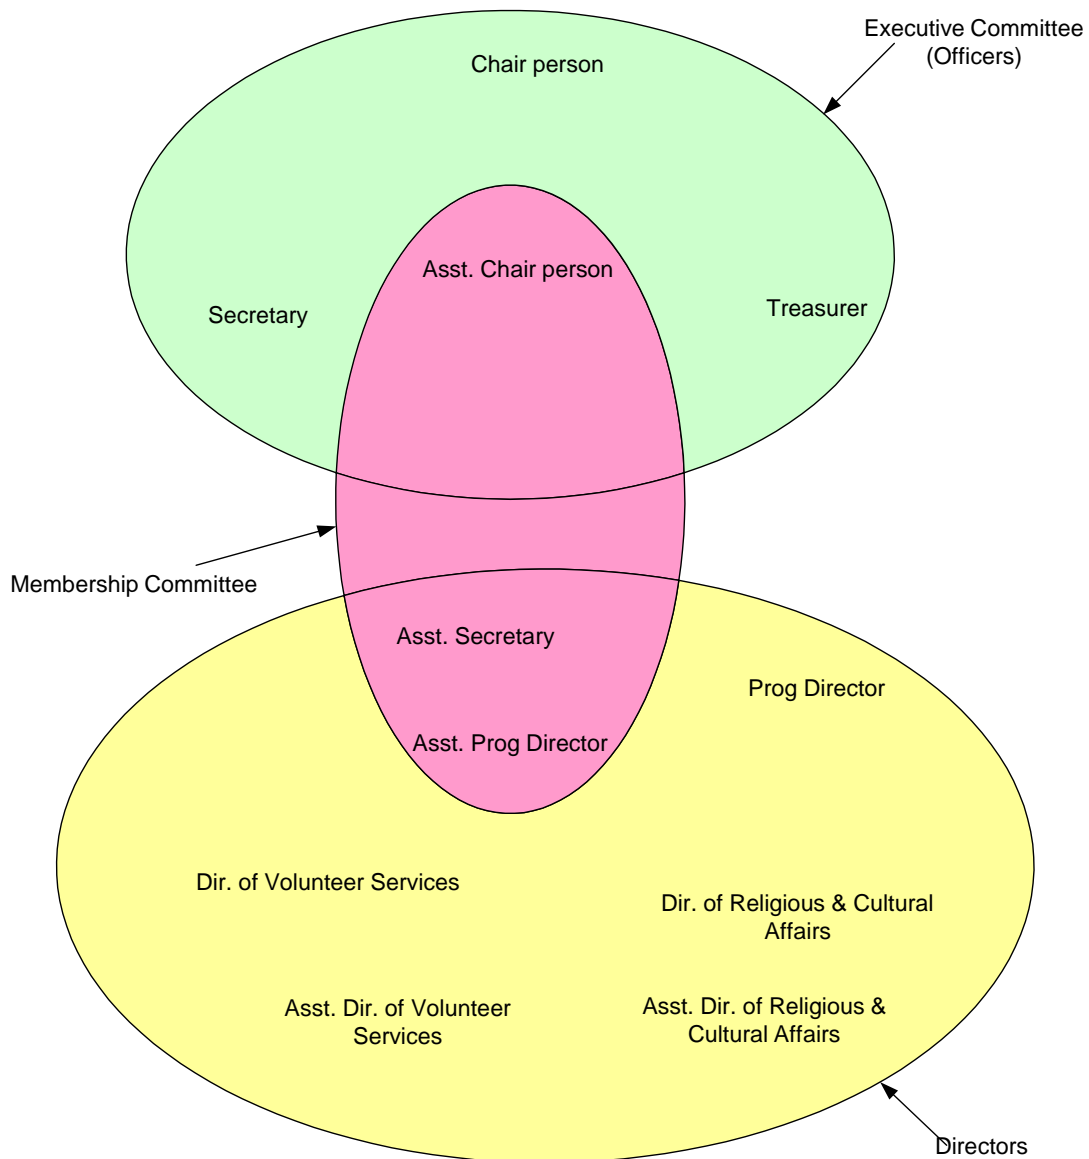 Executive Committee
(Officers)
Chair person
Asst. Chair person
Secretary
Treasurer
Membership Committee
Asst. Secretary
Prog Director
Asst. Prog Director
Dir. of Volunteer Services
Dir. of Religious & Cultural
Affairs
Asst. Dir. of Volunteer
Services
Asst. Dir. of Religious &
Cultural Affairs
Directors